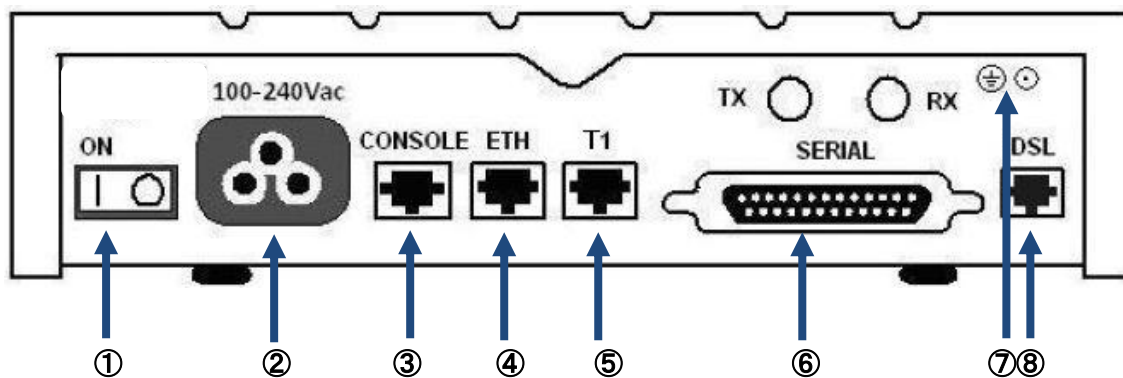 100-240Vac
TX RX
ON CONSOLE ETH T1 SERIAL DSL
① ② ③ ④ ⑤ ⑥ ⑦⑧